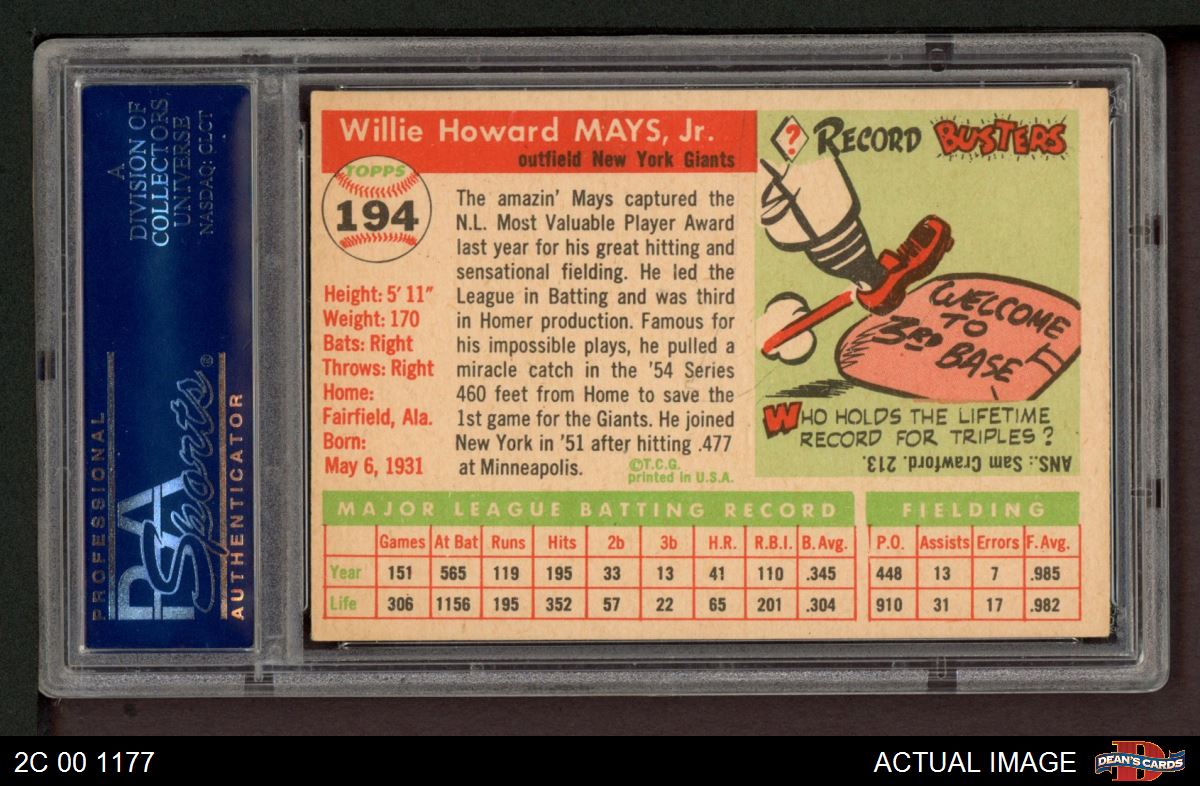 A
DIVISION OF
COLLECTORS
UNIVERSE
NASDAQ: CLCT
PROFESSIONAL
PSA
Sports®
AUTHENTICATOR
Willie Howard MAYS, Jr.
outfield New York Giants
TOPPS
194
Height: 5' 11"
Weight: 170
Bats: Right
Throws: Right
Home:
Fairfield, Ala.
Born:
May 6, 1931
The amazin' Mays captured the
N.L. Most Valuable Player Award
last year for his great hitting and
sensational fielding. He led the
League in Batting and was third
in Homer production. Famous for
his impossible plays, he pulled a
miracle catch in the '54 Series
460 feet from Home to save the
1st game for the Giants. He joined
New York in '51 after hitting .477
at Minneapolis.
©T.C.G.
printed in U.S.A.
? RECORD BUSTERS
WELCOME
TO
3RD BASE
WHO HOLDS THE LIFETIME
RECORD FOR TRIPLES?
ANS.: Sam Crawford. 213.
MAJOR LEAGUE BATTING RECORD
Games At Bat Runs Hits 2b 3b H.R. R.B.I. B.Avg.
Year 151 565 119 195 33 13 41 110 .345
Life 306 1156 195 352 57 22 65 201 .304
FIELDING
P.O. Assists Errors F.Avg.
448 13 7 .985
910 31 17 .982
2C 00 1177
ACTUAL IMAGE
D
DEAN'S CARDS